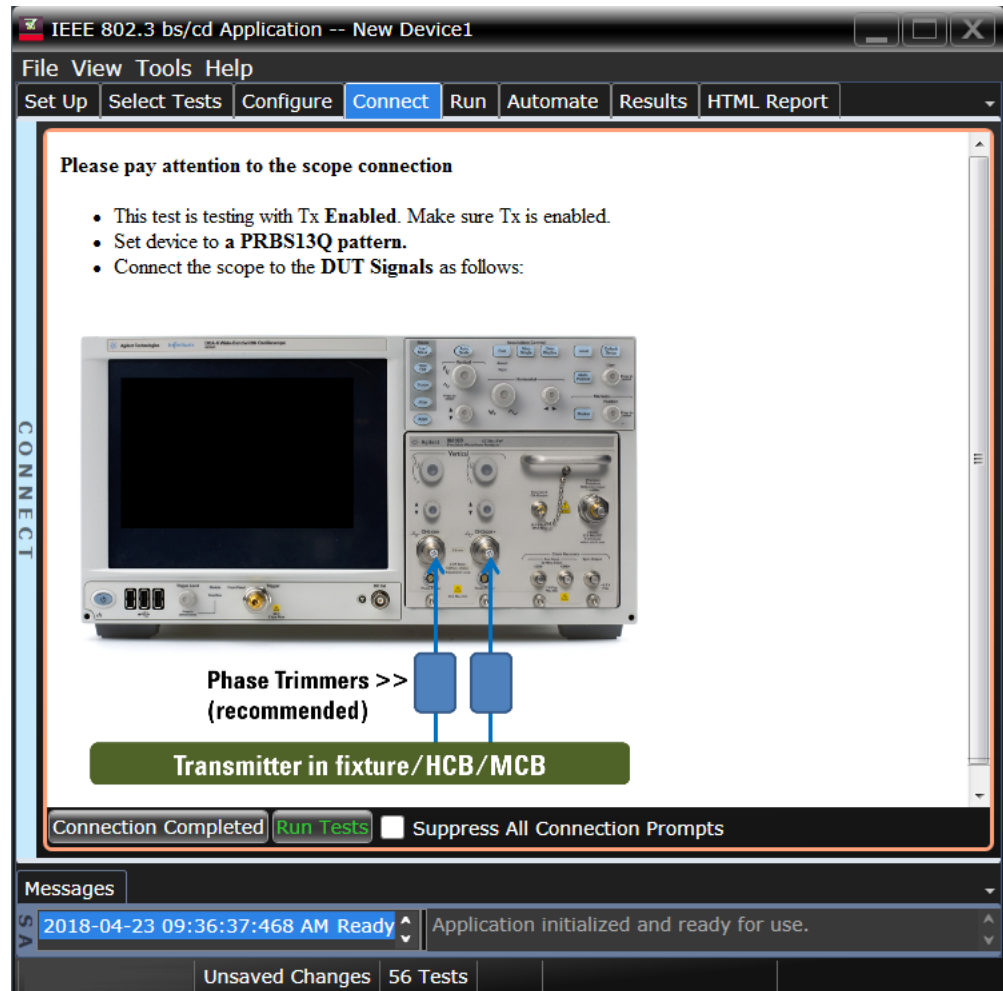 IEEE 802.3 bs/cd Application -- New Device1
File View Tools Help
Set Up Select Tests Configure Connect Run Automate Results HTML Report
CONNECT
Please pay attention to the scope connection
• This test is testing with Tx Enabled. Make sure Tx is enabled.
• Set device to a PRBS13Q pattern.
• Connect the scope to the DUT Signals as follows:
Agilent Technologies
Agilent
Vertical
Phase Trimmers >>
(recommended)
Transmitter in fixture/HCB/MCB
Connection Completed Run Tests Suppress All Connection Prompts
Messages
2018-04-23 09:36:37:468 AM Ready Application initialized and ready for use.
Unsaved Changes 56 Tests